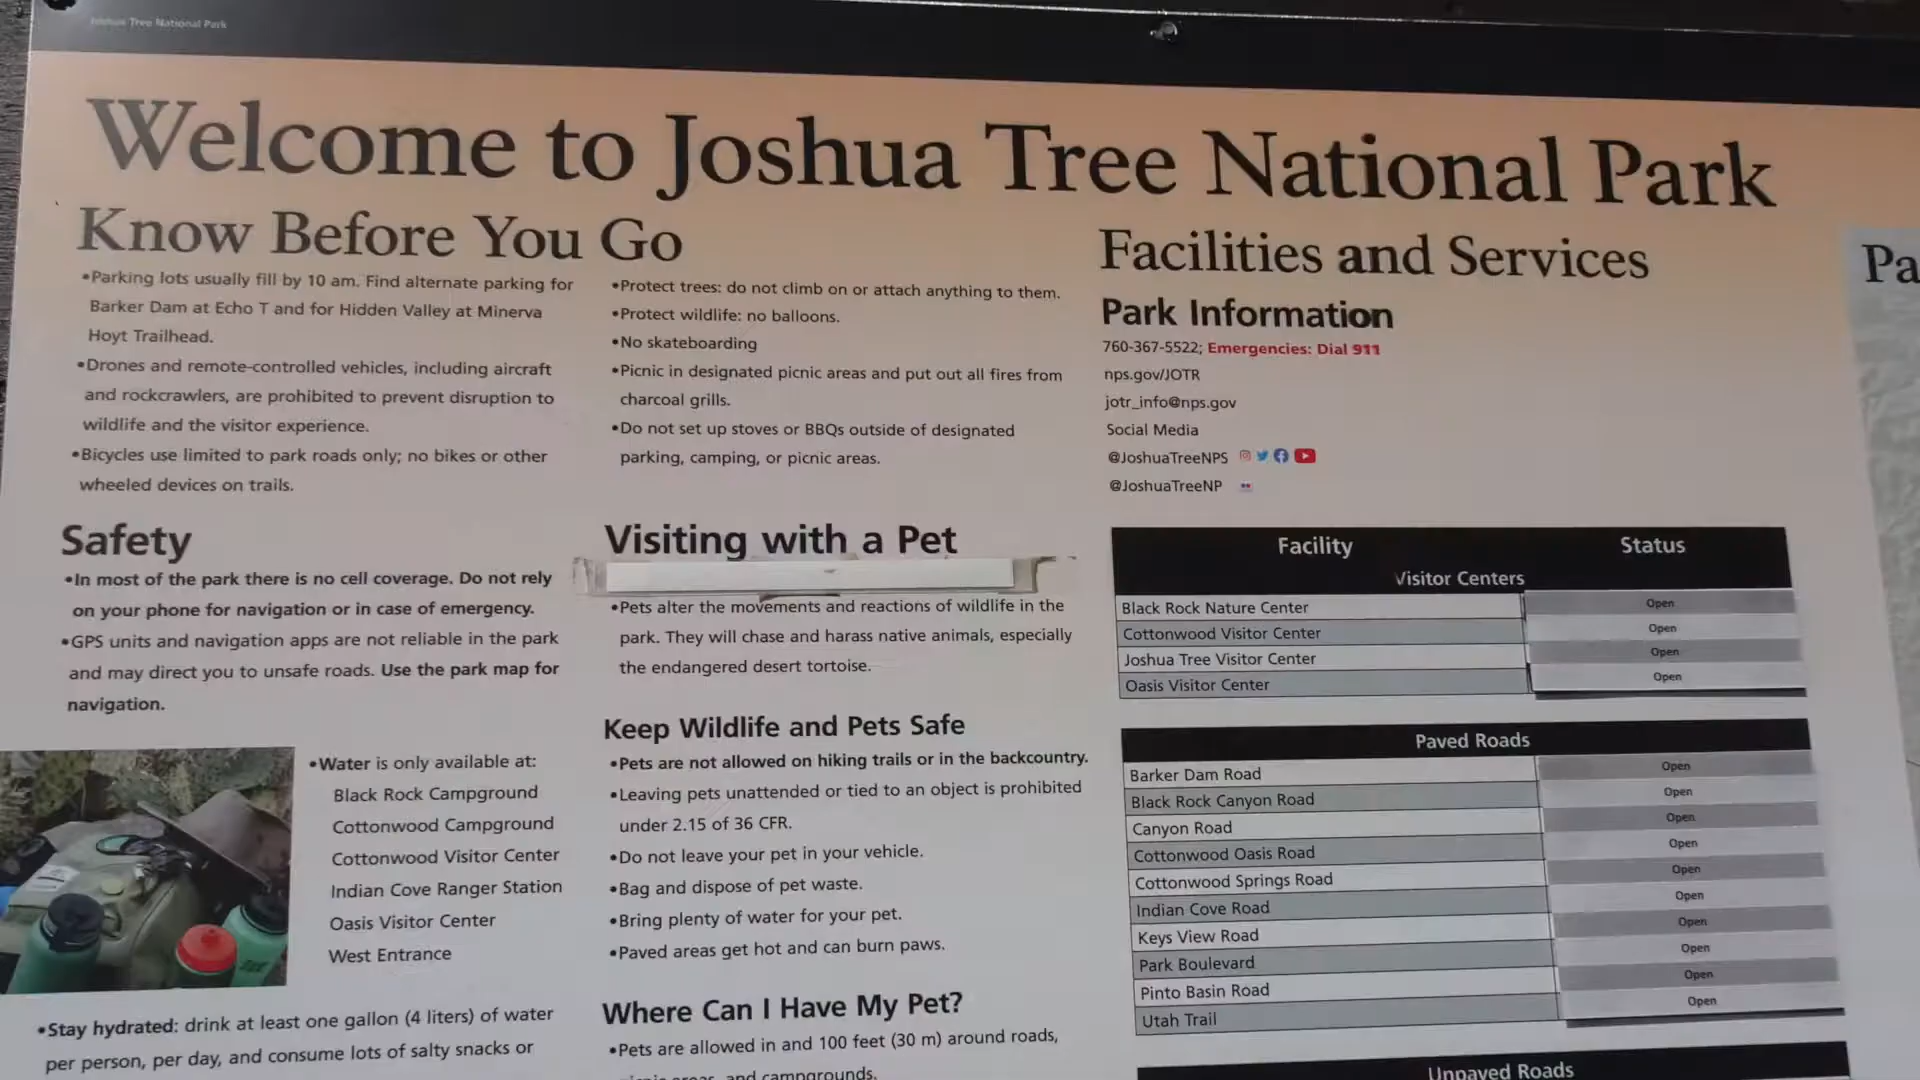 Joshua Tree National Park
Welcome to Joshua Tree National Park
Know Before You Go
•Parking lots usually fill by 10 am. Find alternate parking for
Barker Dam at Echo T and for Hidden Valley at Minerva
Hoyt Trailhead.
•Drones and remote-controlled vehicles, including aircraft
and rockcrawlers, are prohibited to prevent disruption to
wildlife and the visitor experience.
•Bicycles use limited to park roads only; no bikes or other
wheeled devices on trails.
•Protect trees: do not climb on or attach anything to them.
•Protect wildlife: no balloons.
•No skateboarding
•Picnic in designated picnic areas and put out all fires from
charcoal grills.
•Do not set up stoves or BBQs outside of designated
parking, camping, or picnic areas.
Safety
•In most of the park there is no cell coverage. Do not rely
on your phone for navigation or in case of emergency.
•GPS units and navigation apps are not reliable in the park
and may direct you to unsafe roads. Use the park map for
navigation.
•Water is only available at:
Black Rock Campground
Cottonwood Campground
Cottonwood Visitor Center
Indian Cove Ranger Station
Oasis Visitor Center
West Entrance
•Stay hydrated: drink at least one gallon (4 liters) of water
per person, per day, and consume lots of salty snacks or
Visiting with a Pet
•Pets alter the movements and reactions of wildlife in the
park. They will chase and harass native animals, especially
the endangered desert tortoise.
Keep Wildlife and Pets Safe
•Pets are not allowed on hiking trails or in the backcountry.
•Leaving pets unattended or tied to an object is prohibited
under 2.15 of 36 CFR.
•Do not leave your pet in your vehicle.
•Bag and dispose of pet waste.
•Bring plenty of water for your pet.
•Paved areas get hot and can burn paws.
Where Can I Have My Pet?
•Pets are allowed in and 100 feet (30 m) around roads,
picnic areas, and campgrounds.
Facilities and Services
Park Information
760-367-5522; Emergencies: Dial 911
nps.gov/JOTR
jotr_info@nps.gov
Social Media
@JoshuaTreeNPS
@JoshuaTreeNP
Facility Status
Visitor Centers
Black Rock Nature Center Open
Cottonwood Visitor Center Open
Joshua Tree Visitor Center Open
Oasis Visitor Center Open
Paved Roads
Barker Dam Road Open
Black Rock Canyon Road Open
Canyon Road Open
Cottonwood Oasis Road Open
Cottonwood Springs Road Open
Indian Cove Road Open
Keys View Road Open
Park Boulevard Open
Pinto Basin Road Open
Utah Trail Open
Unpaved Roads
Pa